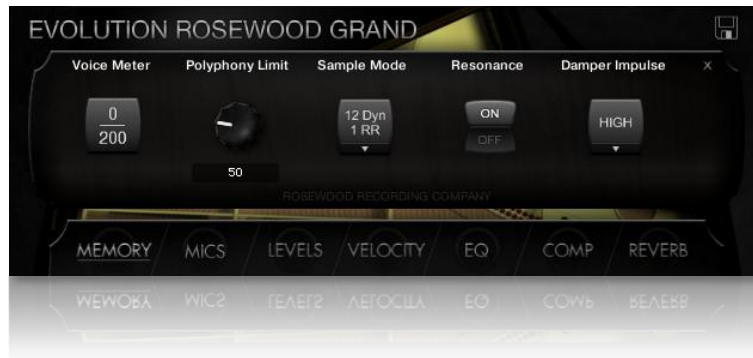 EVOLUTION ROSEWOOD GRAND
Voice Meter Polyphony Limit Sample Mode Resonance Damper Impulse x
0
200
50
12 Dyn
1 RR
ON
OFF
HIGH
ROSEWOOD RECORDING COMPANY
MEMORY MICS LEVELS VELOCITY EQ COMP REVERB